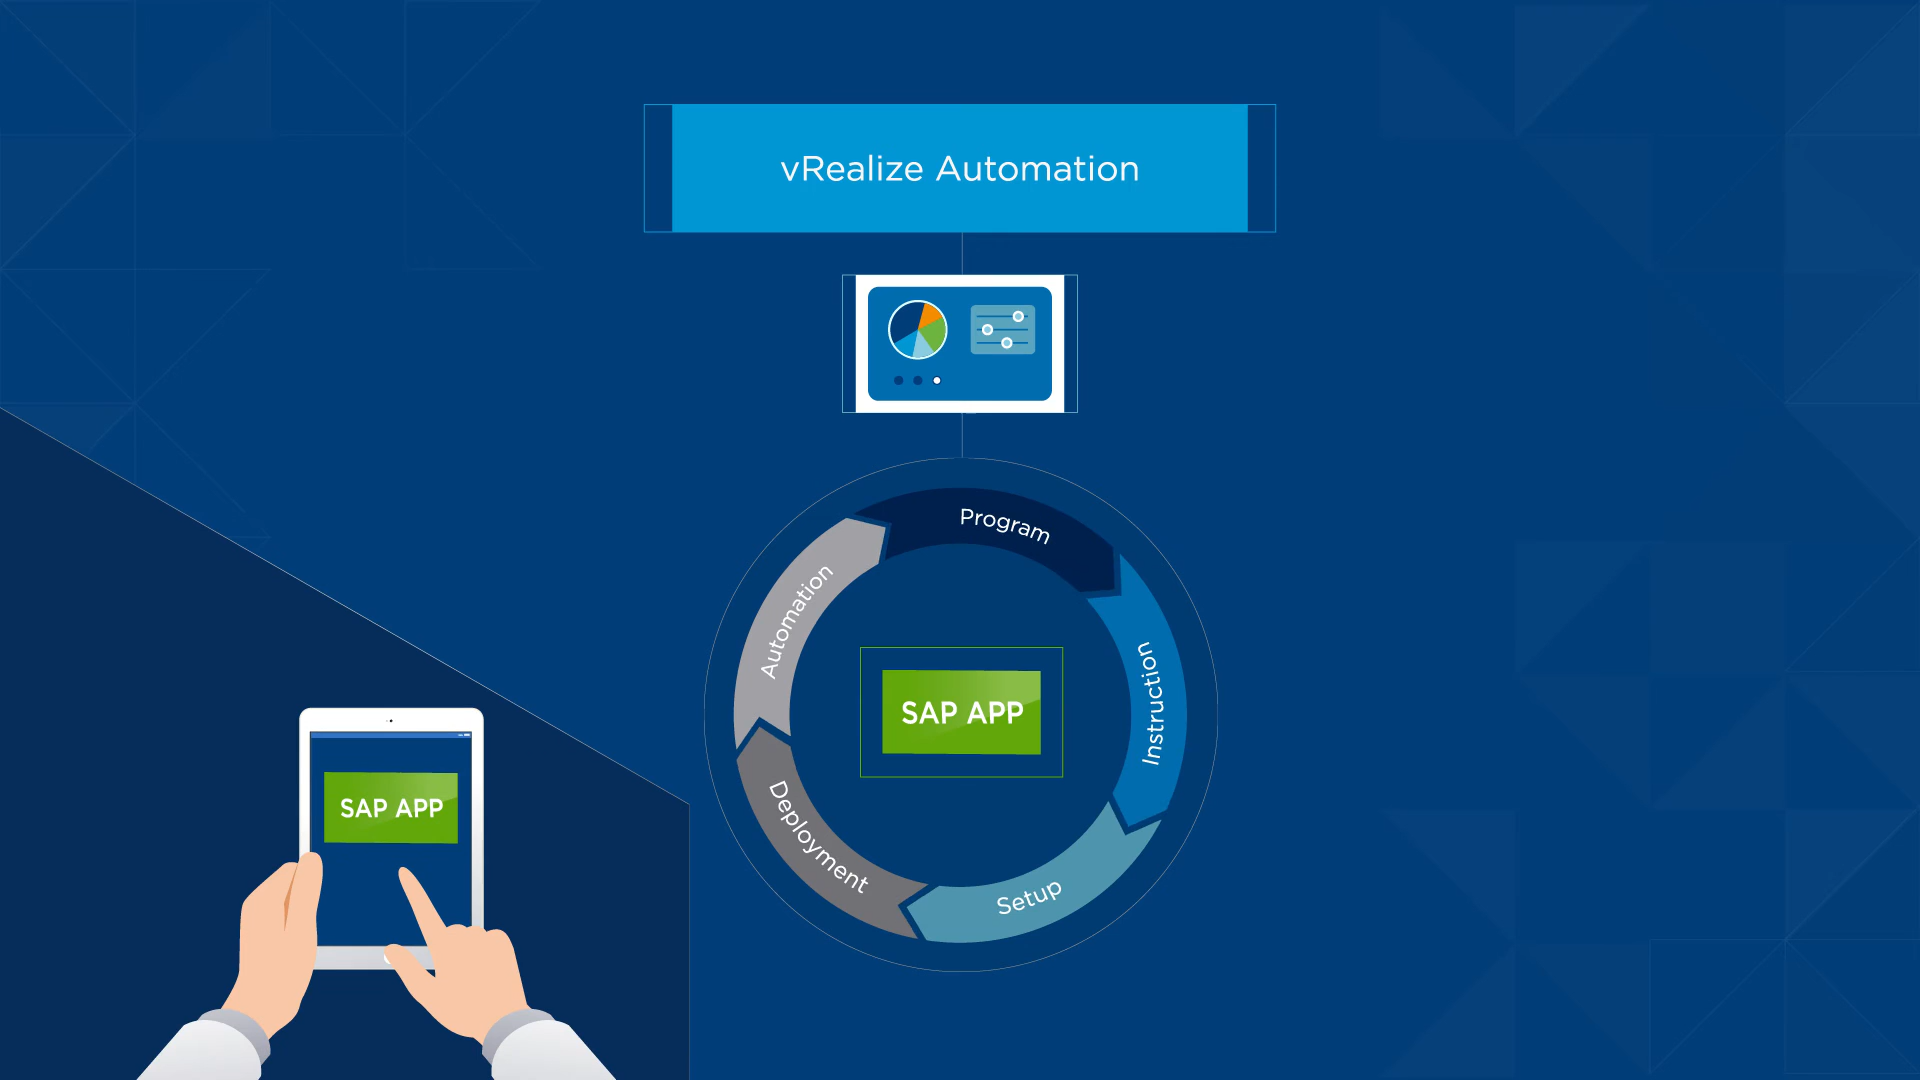 vRealize Automation
Program
Instruction
Setup
Deployment
Automation
SAP APP
SAP APP